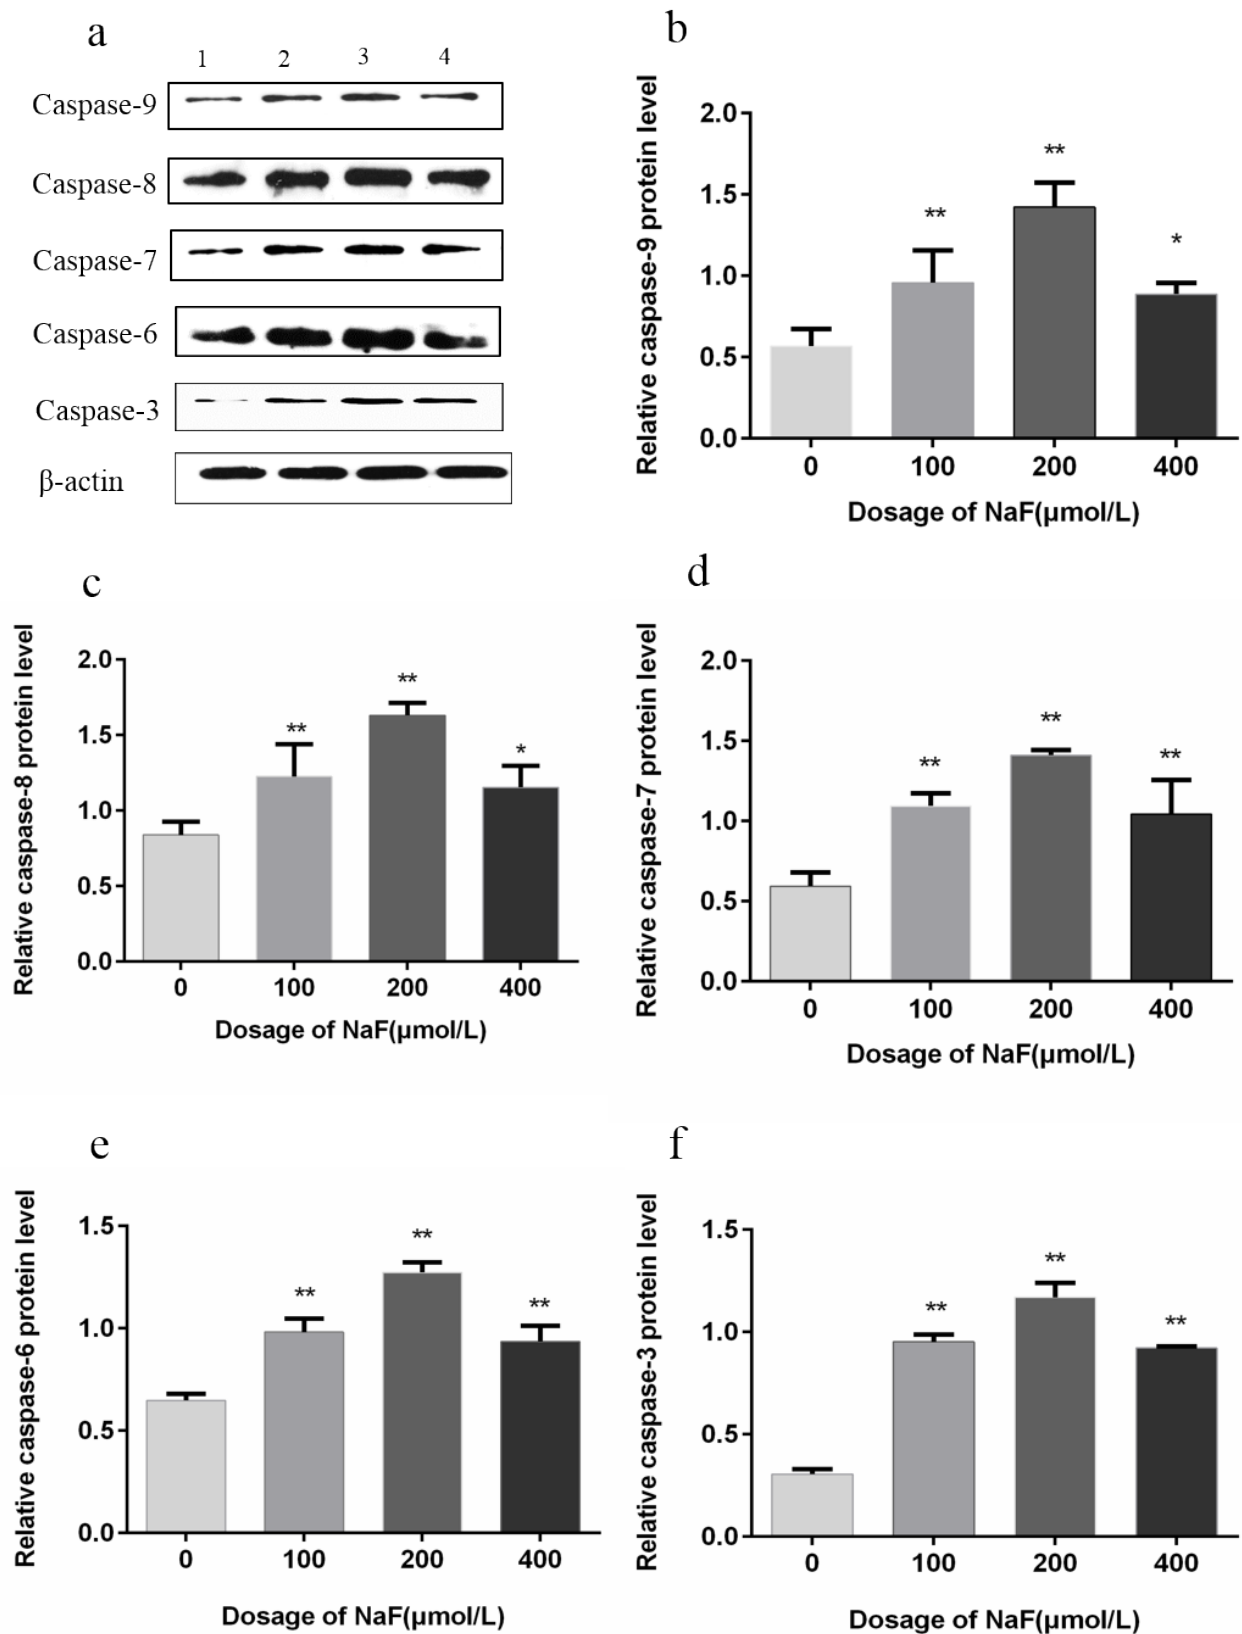 a
1 2 3 4
Caspase-9
Caspase-8
Caspase-7
Caspase-6
Caspase-3
β-actin
b
Relative caspase-9 protein level
2.0
1.5
1.0
0.5
0.0
** ** *
0 100 200 400
Dosage of NaF(μmol/L)
c
Relative caspase-8 protein level
2.0
1.5
1.0
0.5
0.0
** ** *
0 100 200 400
Dosage of NaF(μmol/L)
d
Relative caspase-7 protein level
2.0
1.5
1.0
0.5
0.0
** ** **
0 100 200 400
Dosage of NaF(μmol/L)
e
Relative caspase-6 protein level
1.5
1.0
0.5
0.0
** ** **
0 100 200 400
Dosage of NaF(μmol/L)
f
Relative caspase-3 protein level
1.5
1.0
0.5
0.0
** ** **
0 100 200 400
Dosage of NaF(μmol/L)